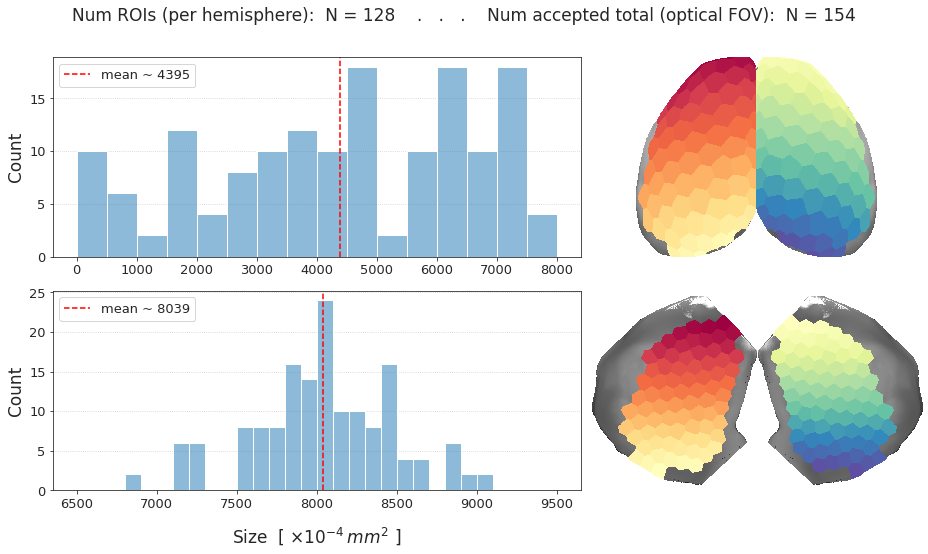 Num ROIs (per hemisphere):  N = 128    .   .   .    Num accepted total (optical FOV):  N = 154
mean ~ 4395
Count
15
10
5
0
0 1000 2000 3000 4000 5000 6000 7000 8000
mean ~ 8039
Count
25
20
15
10
5
0
6500 7000 7500 8000 8500 9000 9500
Size  [ ×10⁻⁴ mm² ]